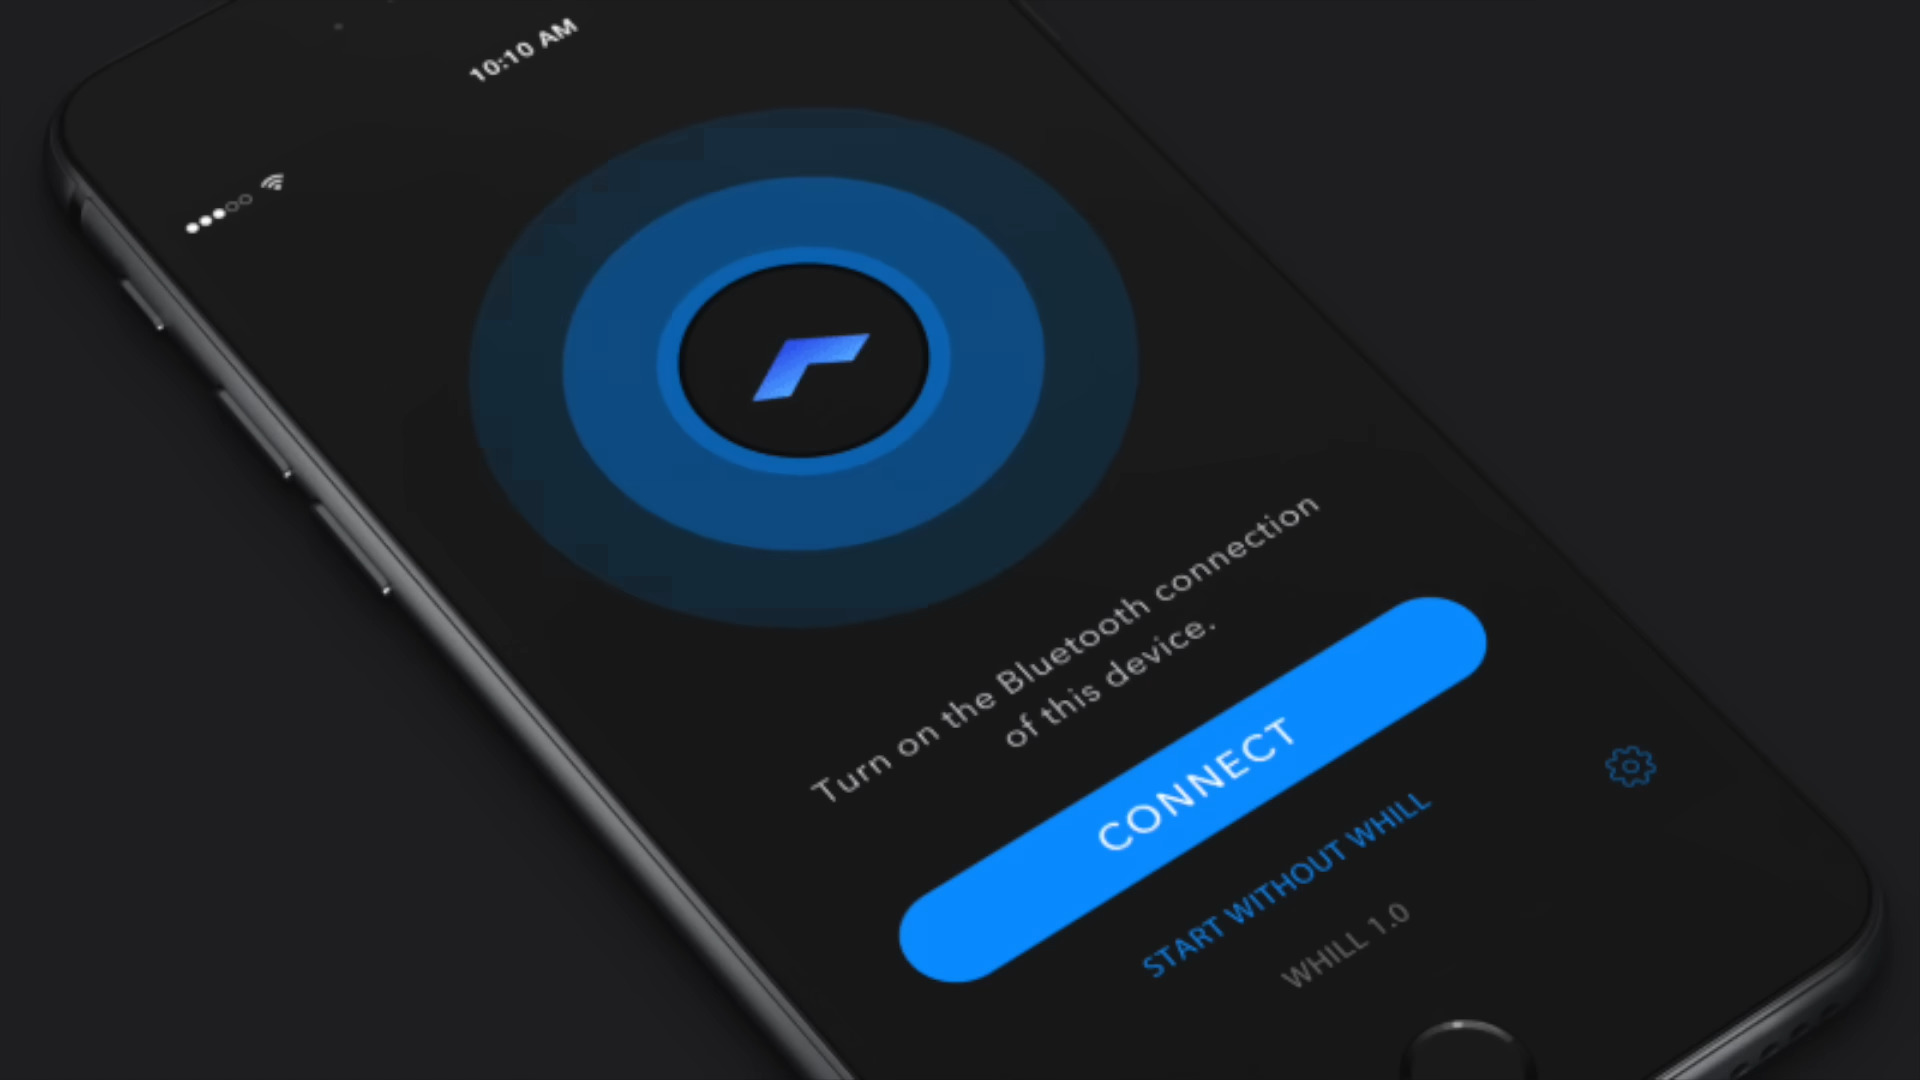 10:10 AM
Turn on the Bluetooth connection
of this device.
CONNECT
START WITHOUT WHILL
WHILL 1.0